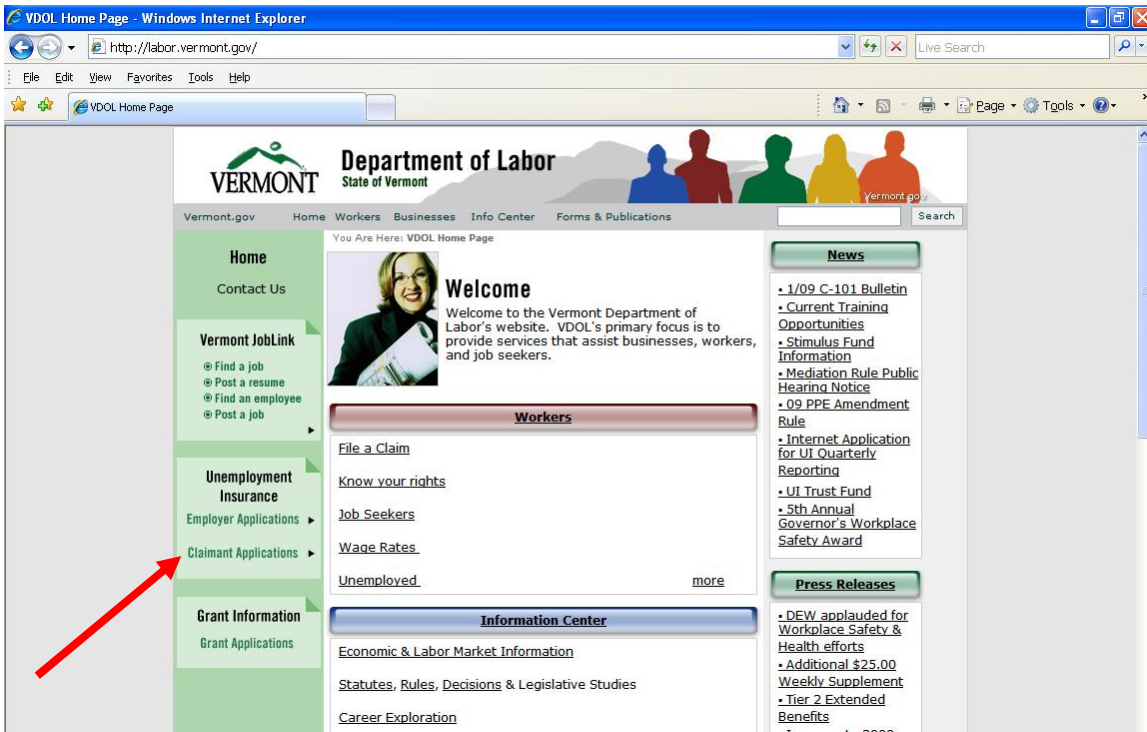 VDOL Home Page - Windows Internet Explorer
http://labor.vermont.gov/
Live Search
File Edit View Favorites Tools Help
VDOL Home Page
Page Tools
VERMONT
Department of Labor
State of Vermont
Vermont.gov
Vermont.gov Home Workers Businesses Info Center Forms & Publications Search
Home
Contact Us
Vermont JobLink
Find a job
Post a resume
Find an employee
Post a job
Unemployment
Insurance
Employer Applications
Claimant Applications
Grant Information
Grant Applications
You Are Here: VDOL Home Page
Welcome
Welcome to the Vermont Department of
Labor's website. VDOL's primary focus is to
provide services that assist businesses, workers,
and job seekers.
Workers
File a Claim
Know your rights
Job Seekers
Wage Rates
Unemployed more
Information Center
Economic & Labor Market Information
Statutes, Rules, Decisions & Legislative Studies
Career Exploration
News
• 1/09 C-101 Bulletin
• Current Training
Opportunities
• Stimulus Fund
Information
• Mediation Rule Public
Hearing Notice
• 09 PPE Amendment
Rule
• Internet Application
for UI Quarterly
Reporting
• UI Trust Fund
• 5th Annual
Governor's Workplace
Safety Award
Press Releases
• DEW applauded for
Workplace Safety &
Health efforts
• Additional $25.00
Weekly Supplement
• Tier 2 Extended
Benefits